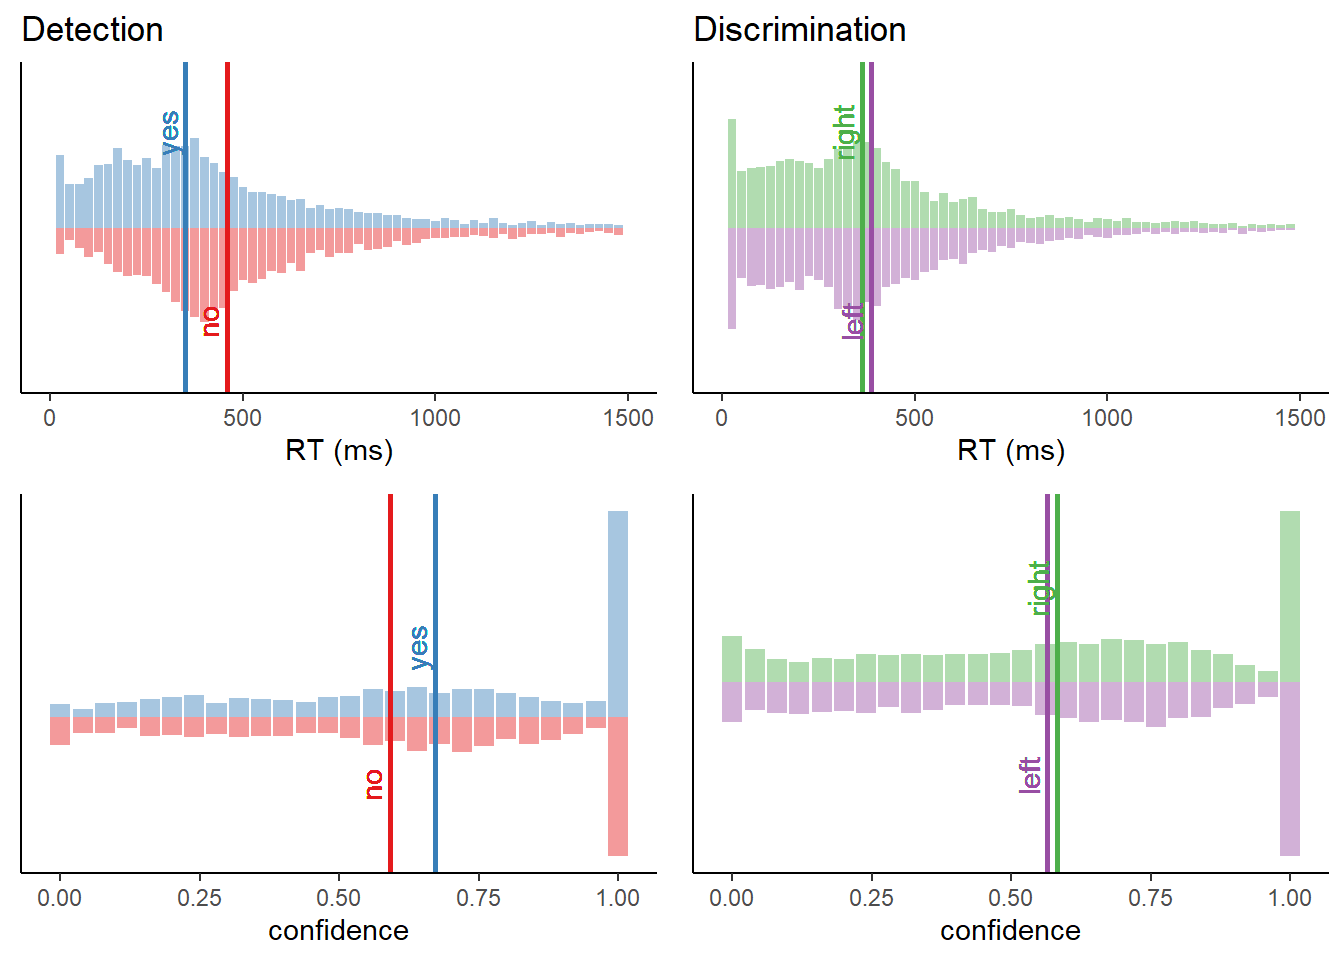 Detection
yes
no
0 500 1000 1500
RT (ms)
Discrimination
right
left
0 500 1000 1500
RT (ms)
yes
no
0.00 0.25 0.50 0.75 1.00
confidence
right
left
0.00 0.25 0.50 0.75 1.00
confidence